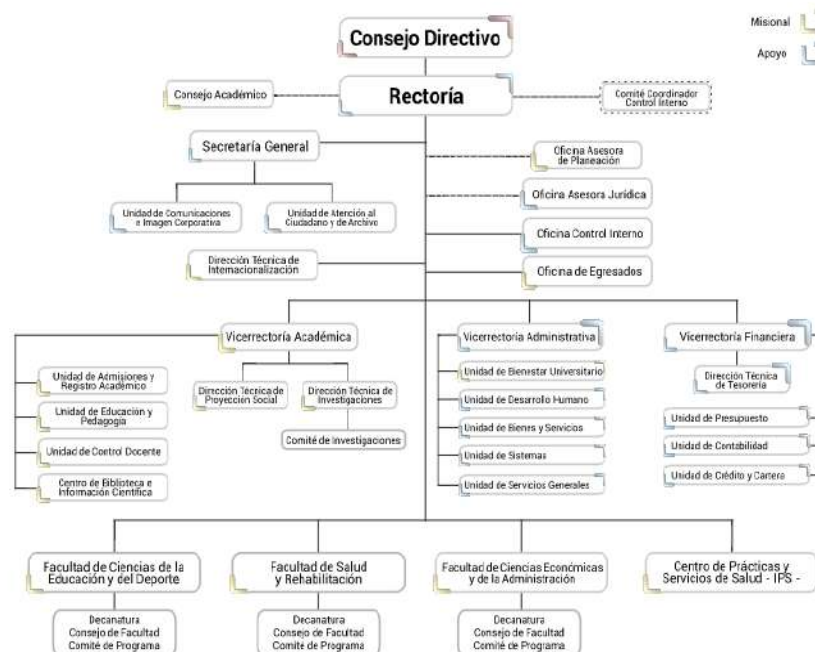 Misional
Apoyo
Consejo Directivo
Consejo Académico
Rectoría
Comité Coordinador
Control Interno
Secretaría General
Oficina Asesora
de Planeación
Unidad de Comunicaciones
e Imagen Corporativa
Unidad de Atención al
Ciudadano y de Archivo
Oficina Asesora Jurídica
Oficina Control Interno
Dirección Técnica de
Internacionalización
Oficina de Egresados
Vicerrectoría Académica
Vicerrectoría Administrativa
Vicerrectoría Financiera
Unidad de Admisiones y
Registro Académico
Unidad de Educación y
Pedagogía
Unidad de Control Docente
Centro de Biblioteca e
Información Científica
Dirección Técnica de
Proyección Social
Dirección Técnica de
Investigaciones
Comité de Investigaciones
Unidad de Bienestar Universitario
Unidad de Desarrollo Humano
Unidad de Bienes y Servicios
Unidad de Sistemas
Unidad de Servicios Generales
Dirección Técnica
de Tesorería
Unidad de Presupuesto
Unidad de Contabilidad
Unidad de Crédito y Cartera
Facultad de Ciencias de la
Educación y del Deporte
Decanatura
Consejo de Facultad
Comité de Programa
Facultad de Salud
y Rehabilitación
Decanatura
Consejo de Facultad
Comité de Programa
Facultad de Ciencias Económicas
y de la Administración
Decanatura
Consejo de Facultad
Comité de Programa
Centro de Prácticas y
Servicios de Salud - IPS -